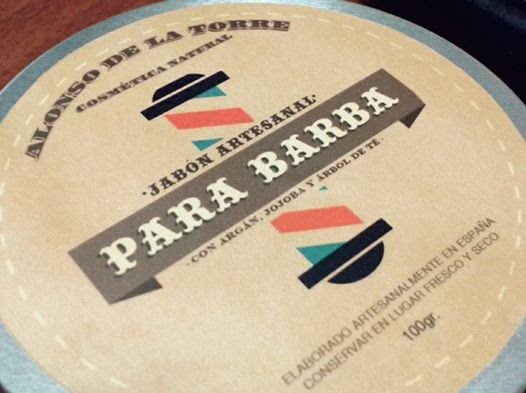 ALONSO DE LA TORRE
COSMÉTICA NATURAL
·JABÓN ARTESANAL·
PARA BARBA
·CON ARGÁN, JOJOBA Y ÁRBOL DE TÉ·
ELABORADO ARTESANALMENTE EN ESPAÑA
CONSERVAR EN LUGAR FRESCO Y SECO
100gr.